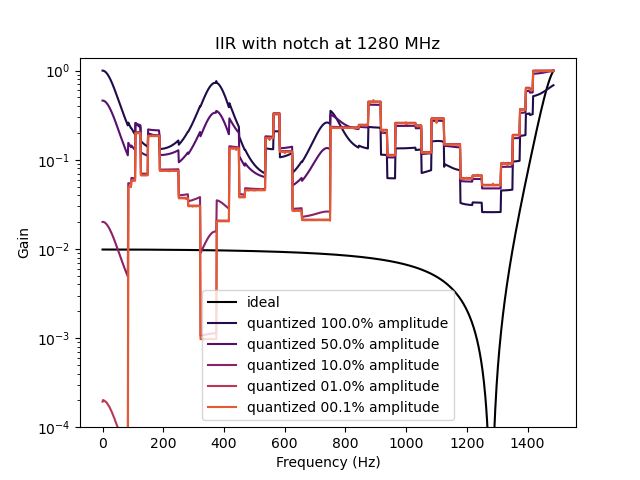 IIR with notch at 1280 MHz
Gain
10⁰
10⁻¹
10⁻²
10⁻³
10⁻⁴
ideal
quantized 100.0% amplitude
quantized 50.0% amplitude
quantized 10.0% amplitude
quantized 01.0% amplitude
quantized 00.1% amplitude
0 200 400 600 800 1000 1200 1400
Frequency (Hz)